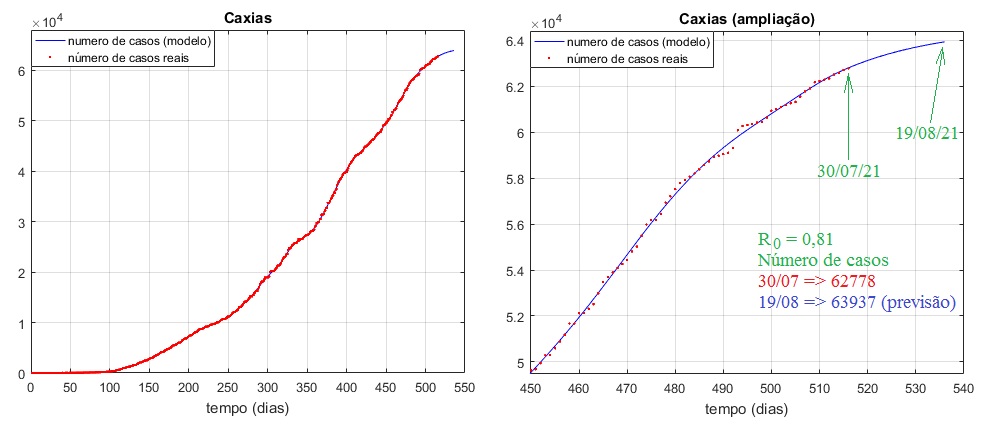 Caxias
×10^4
numero de casos (modelo)
número de casos reais
6
5
4
3
2
1
0
0 50 100 150 200 250 300 350 400 450 500 550
tempo (dias)
Caxias (ampliação)
×10^4
numero de casos (modelo)
número de casos reais
6.4
6.2
6
5.8
5.6
5.4
5.2
5
450 460 470 480 490 500 510 520 530 540
tempo (dias)
19/08/21
30/07/21
R0 = 0,81
Número de casos
30/07 => 62778
19/08 => 63937 (previsão)